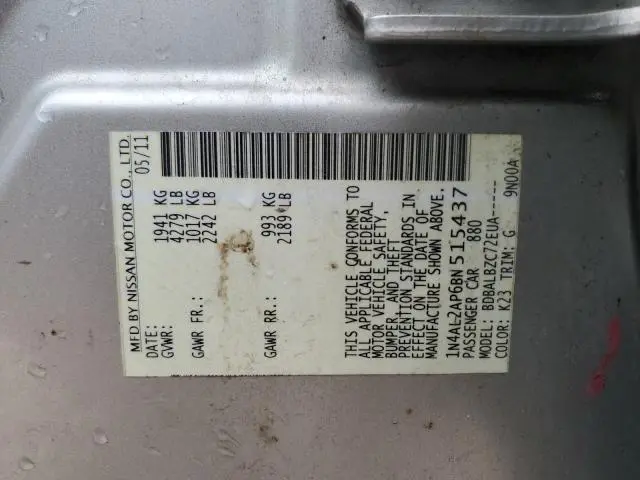 MFD BY NISSAN MOTOR CO., LTD.
DATE: 05/11
GVWR: 1941 KG
4279 LB
GAWR FR.: 1017 KG
2242 LB
GAWR RR.: 993 KG
2189 LB
THIS VEHICLE CONFORMS TO
ALL APPLICABLE FEDERAL
MOTOR VEHICLE SAFETY,
BUMPER, AND THEFT
PREVENTION STANDARDS IN
EFFECT ON THE DATE OF
MANUFACTURE SHOWN ABOVE.
1N4AL2AP6BN515437
PASSENGER CAR 880
MODEL: BDBALBZC72EUA-----
COLOR: K23 TRIM: G 9N00A